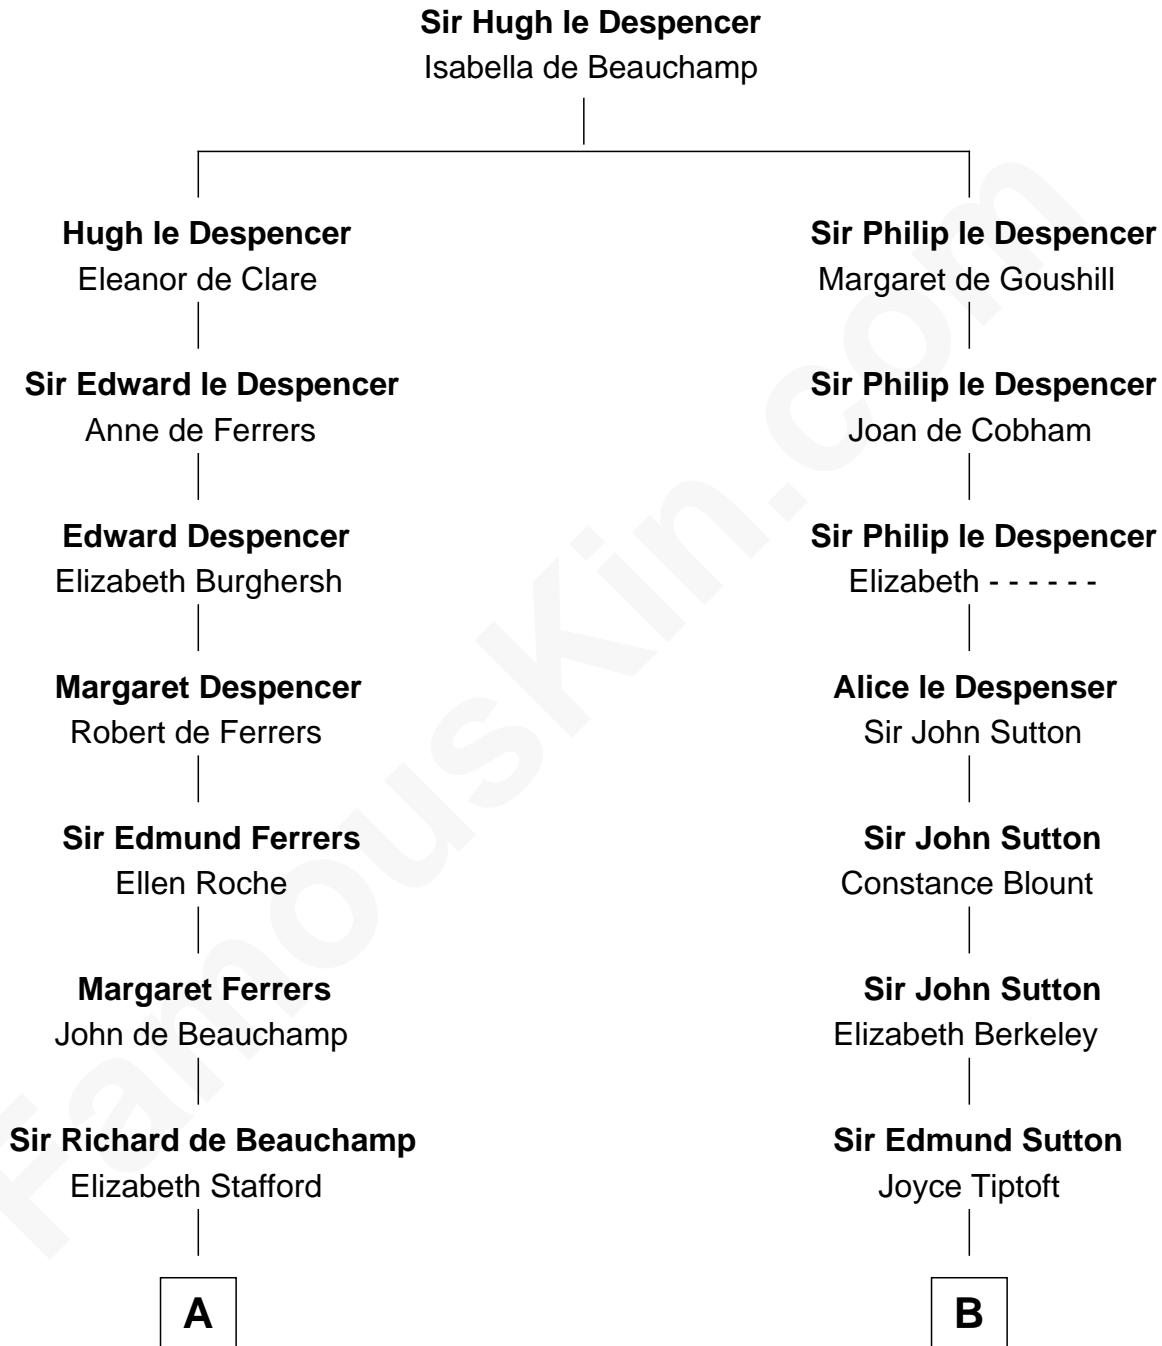 Sir Hugh le Despencer
Isabella de Beauchamp
Hugh le Despencer
Eleanor de Clare
Sir Philip le Despencer
Margaret de Goushill
Sir Edward le Despencer
Anne de Ferrers
Sir Philip le Despencer
Joan de Cobham
Edward Despencer
Elizabeth Burghersh
Sir Philip le Despencer
Elizabeth - - - - - -
Margaret Despencer
Robert de Ferrers
Alice le Despenser
Sir John Sutton
Sir Edmund Ferrers
Ellen Roche
Sir John Sutton
Constance Blount
Margaret Ferrers
John de Beauchamp
Sir John Sutton
Elizabeth Berkeley
Sir Richard de Beauchamp
Elizabeth Stafford
Sir Edmund Sutton
Joyce Tiptoft
A
B
FamousKin.com